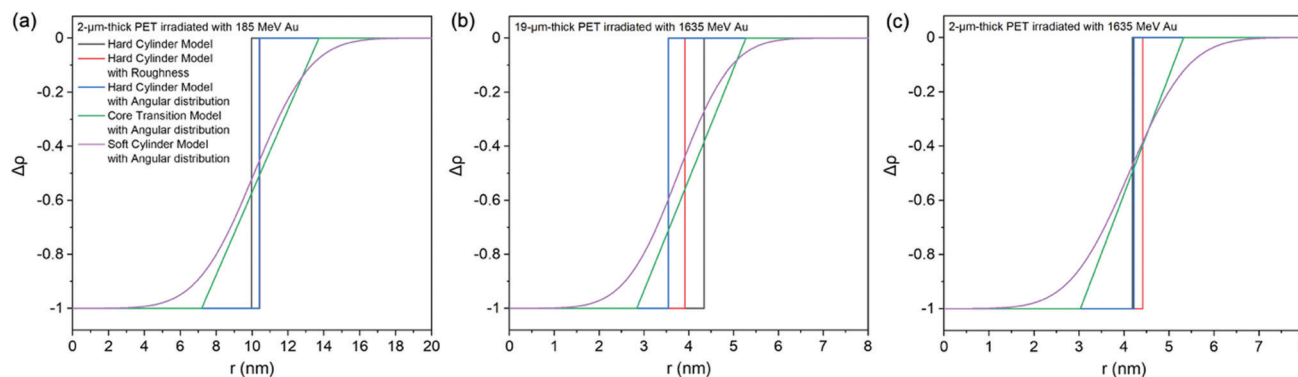 (a)
2-μm-thick PET irradiated with 185 MeV Au
Hard Cylinder Model
Hard Cylinder Model
with Roughness
Hard Cylinder Model
with Angular distribution
Core Transition Model
with Angular distribution
Soft Cylinder Model
with Angular distribution
0
-0.2
-0.4
-0.6
-0.8
-1
Δρ
0 2 4 6 8 10 12 14 16 18 20
r (nm)
(b)
19-μm-thick PET irradiated with 1635 MeV Au
0
-0.2
-0.4
-0.6
-0.8
-1
Δρ
0 1 2 3 4 5 6 7 8
r (nm)
(c)
2-μm-thick PET irradiated with 1635 MeV Au
0
-0.2
-0.4
-0.6
-0.8
-1
Δρ
0 1 2 3 4 5 6 7 8
r (nm)